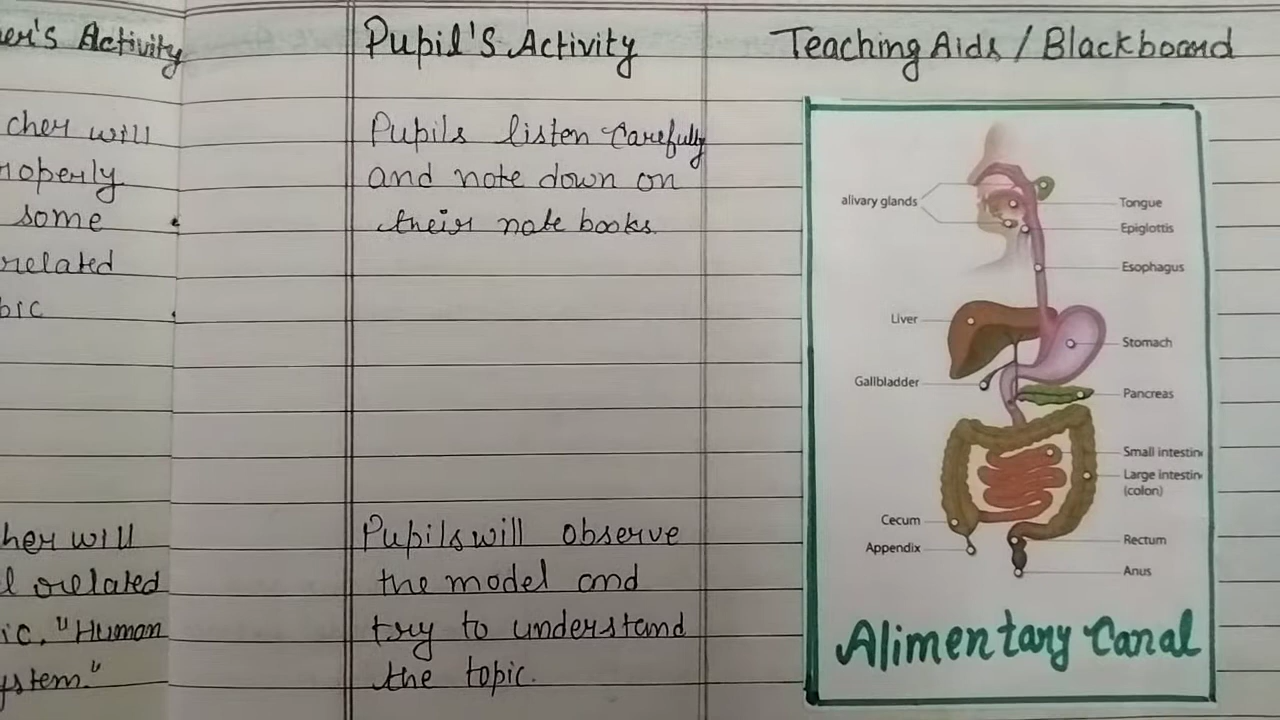 er's Activity
Pupil's Activity
Teaching Aids / Blackboard
cher will
roperly
some
related
pic
Pupils listen Carefully
and note down on
their note books.
alivary glands
Tongue
Epiglottis
Esophagus
Liver
Stomach
Gallbladder
Pancreas
Small intestin
Large intestin
(colon)
Cecum
Appendix
Rectum
Anus
Alimentary Canal
her will
l related
ic, "Human
ystem."
Pupils will observe
the model and
try to understand
the topic.